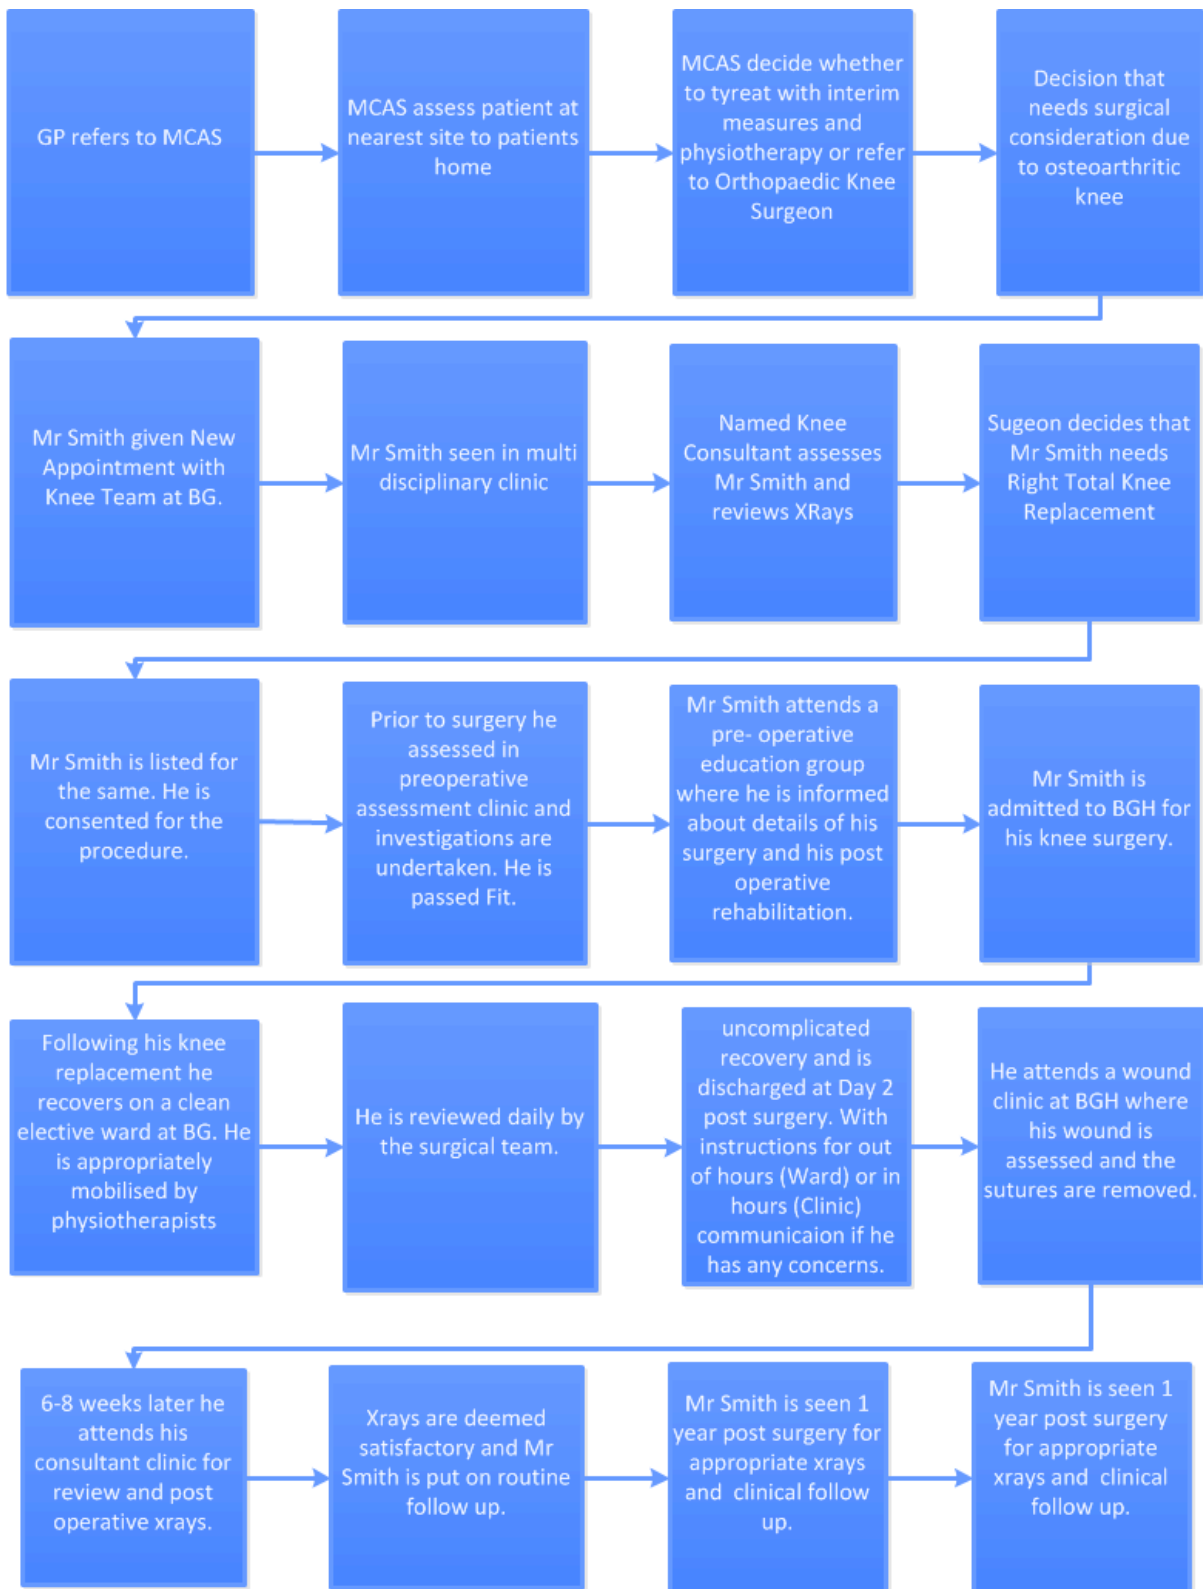 GP refers to MCAS
MCAS assess patient at
nearest site to patients
home
MCAS decide whether
to tyreat with interim
measures and
physiotherapy or refer
to Orthopaedic Knee
Surgeon
Decision that
needs surgical
consideration due
to osteoarthritic
knee
Mr Smith given New
Appointment with
Knee Team at BG.
Mr Smith seen in multi
disciplinary clinic
Named Knee
Consultant assesses
Mr Smith and
reviews XRays
Sugeon decides that
Mr Smith needs
Right Total Knee
Replacement
Mr Smith is listed for
the same. He is
consented for the
procedure.
Prior to surgery he
assessed in
preoperative
assessment clinic and
investigations are
undertaken. He is
passed Fit.
Mr Smith attends a
pre- operative
education group
where he is informed
about details of his
surgery and his post
operative
rehabilitation.
Mr Smith is
admitted to BGH for
his knee surgery.
Following his knee
replacement he
recovers on a clean
elective ward at BG. He
is appropriately
mobilised by
physiotherapists
He is reviewed daily by
the surgical team.
uncomplicated
recovery and is
discharged at Day 2
post surgery. With
instructions for out
of hours (Ward) or in
hours (Clinic)
communicaion if he
has any concerns.
He attends a wound
clinic at BGH where
his wound is
assessed and the
sutures are removed.
6-8 weeks later he
attends his
consultant clinic for
review and post
operative xrays.
Xrays are deemed
satisfactory and Mr
Smith is put on routine
follow up.
Mr Smith is seen 1
year post surgery for
appropriate xrays
and clinical follow
up.
Mr Smith is seen 1
year post surgery
for appropriate
xrays and clinical
follow up.